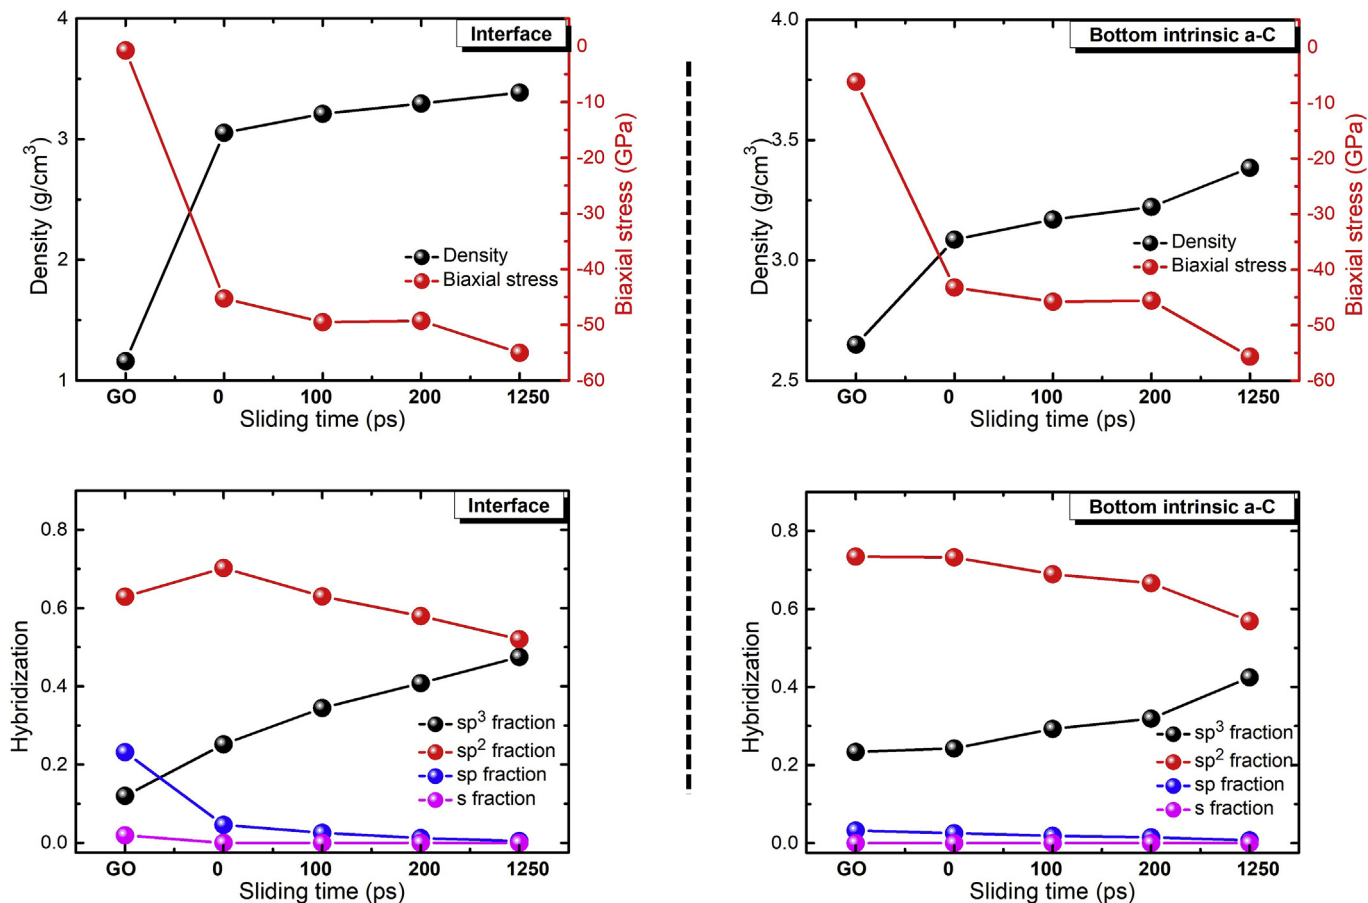 Interface
4
3
2
1
Density (g/cm³)
0
-10
-20
-30
-40
-50
-60
Biaxial stress (GPa)
Density
Biaxial stress
GO 0 100 200 1250
Sliding time (ps)
Bottom intrinsic a-C
4.0
3.5
3.0
2.5
Density (g/cm³)
0
-10
-20
-30
-40
-50
-60
Biaxial stress (GPa)
Density
Biaxial stress
GO 0 100 200 1250
Sliding time (ps)
Interface
0.8
0.6
0.4
0.2
0.0
Hybridization
sp³ fraction
sp² fraction
sp fraction
s fraction
GO 0 100 200 1250
Sliding time (ps)
Bottom intrinsic a-C
0.8
0.6
0.4
0.2
0.0
Hybridization
sp³ fraction
sp² fraction
sp fraction
s fraction
GO 0 100 200 1250
Sliding time (ps)